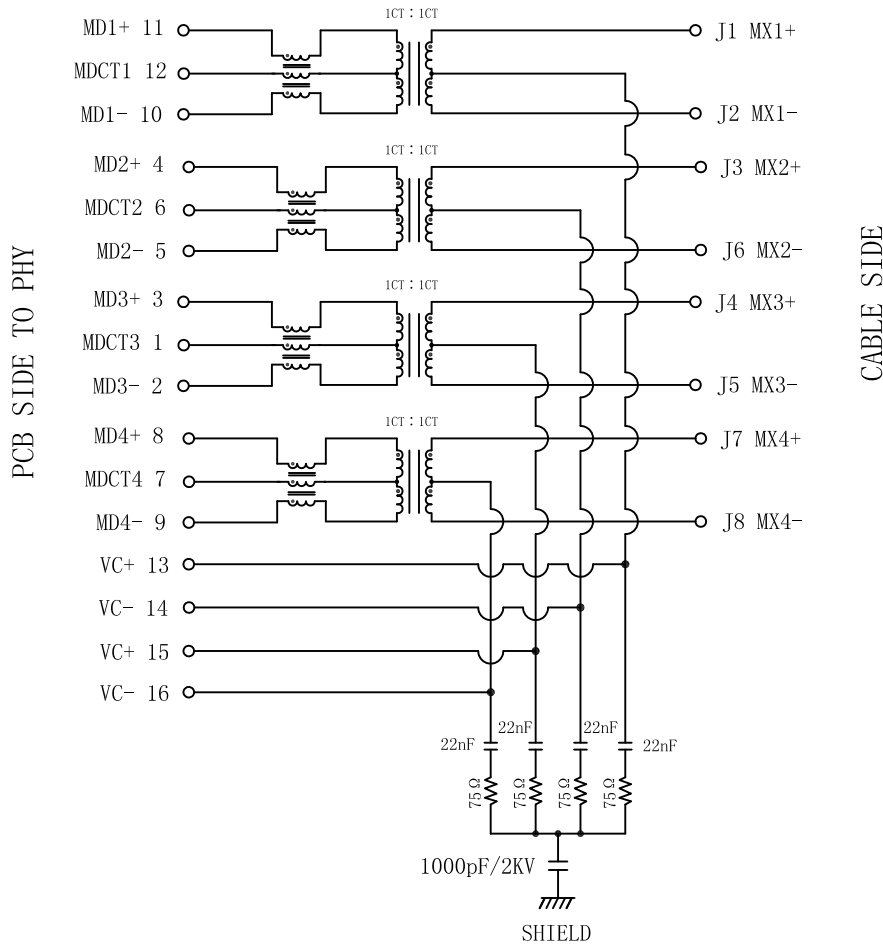 1CT : 1CT
MD1+ 11
J1 MX1+
MDCT1 12
MD1- 10
J2 MX1-
1CT : 1CT
MD2+ 4
J3 MX2+
MDCT2 6
MD2- 5
J6 MX2-
1CT : 1CT
MD3+ 3
J4 MX3+
MDCT3 1
MD3- 2
J5 MX3-
1CT : 1CT
MD4+ 8
J7 MX4+
MDCT4 7
MD4- 9
J8 MX4-
PCB SIDE TO PHY
CABLE SIDE
VC+ 13
VC- 14
VC+ 15
VC- 16
22nF
22nF
22nF
22nF
75Ω
75Ω
75Ω
75Ω
1000pF/2KV
SHIELD